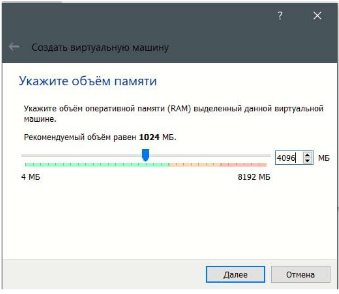 ?
Создать виртуальную машину
Укажите объём памяти
Укажите объём оперативной памяти (RAM) выделенный данной виртуальной
машине.
Рекомендуемый объём равен 1024 МБ.
4096 МБ
4 МБ 8192 МБ
Далее Отмена